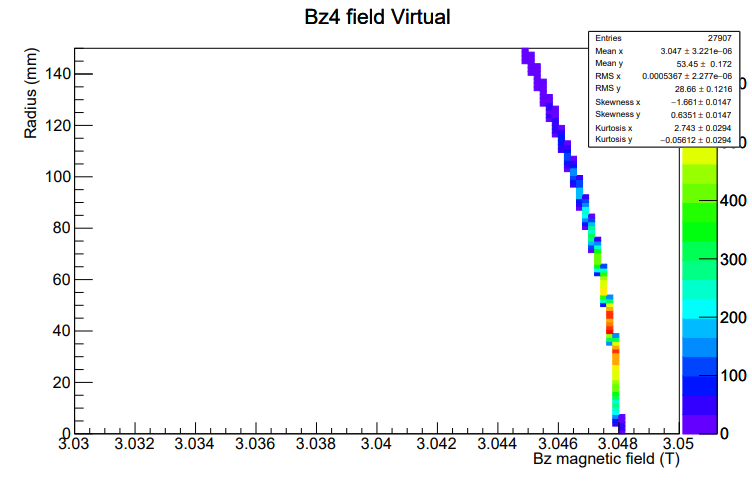 Bz4 field Virtual
Entries 27907
Mean x 3.047 ± 3.221e−06
Mean y 53.45 ± 0.172
RMS x 0.0005367 ± 2.277e−06
RMS y 28.66 ± 0.1216
Skewness x −1.661 ± 0.0147
Skewness y 0.6351 ± 0.0147
Kurtosis x 2.743 ± 0.0294
Kurtosis y −0.05612 ± 0.0294
Radius (mm)
140
120
100
80
60
40
20
0
3.03 3.032 3.034 3.036 3.038 3.04 3.042 3.044 3.046 3.048 3.05
Bz magnetic field (T)
400
300
200
100
0